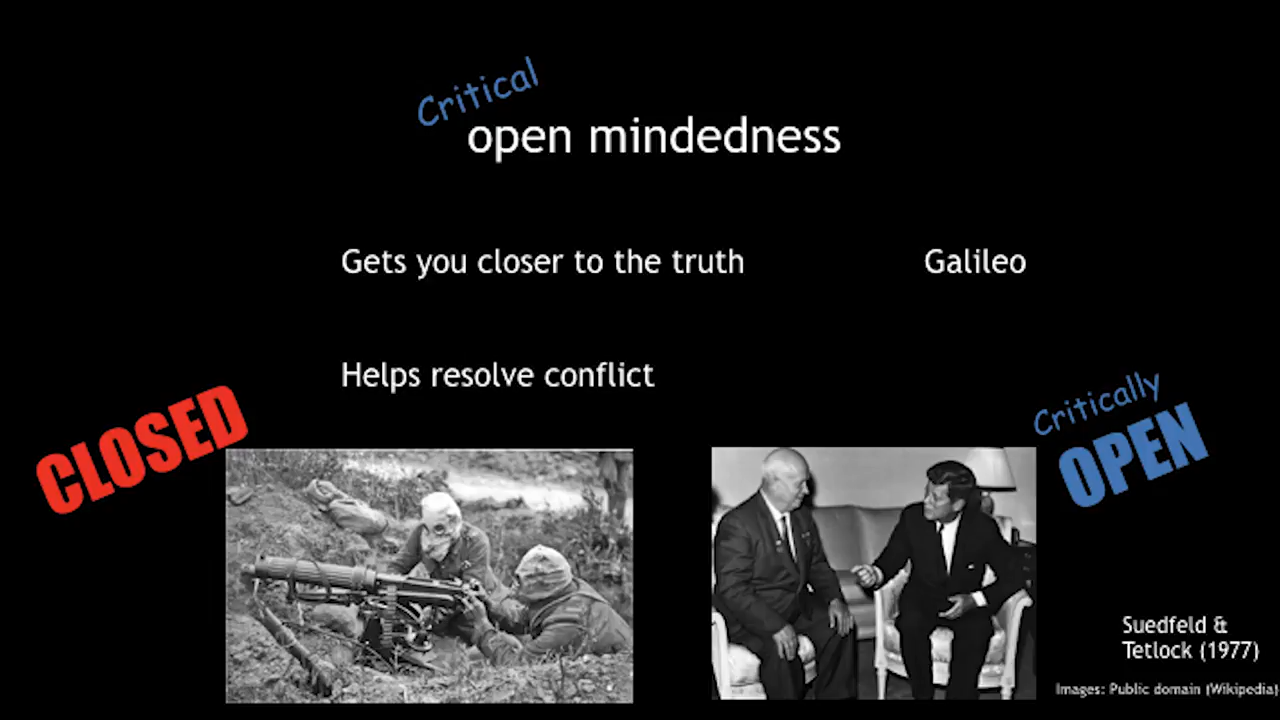 Critical
open mindedness
Gets you closer to the truth
Galileo
Helps resolve conflict
CLOSED
Critically
OPEN
Suedfeld &
Tetlock (1977)
Images: Public domain (Wikipedia)